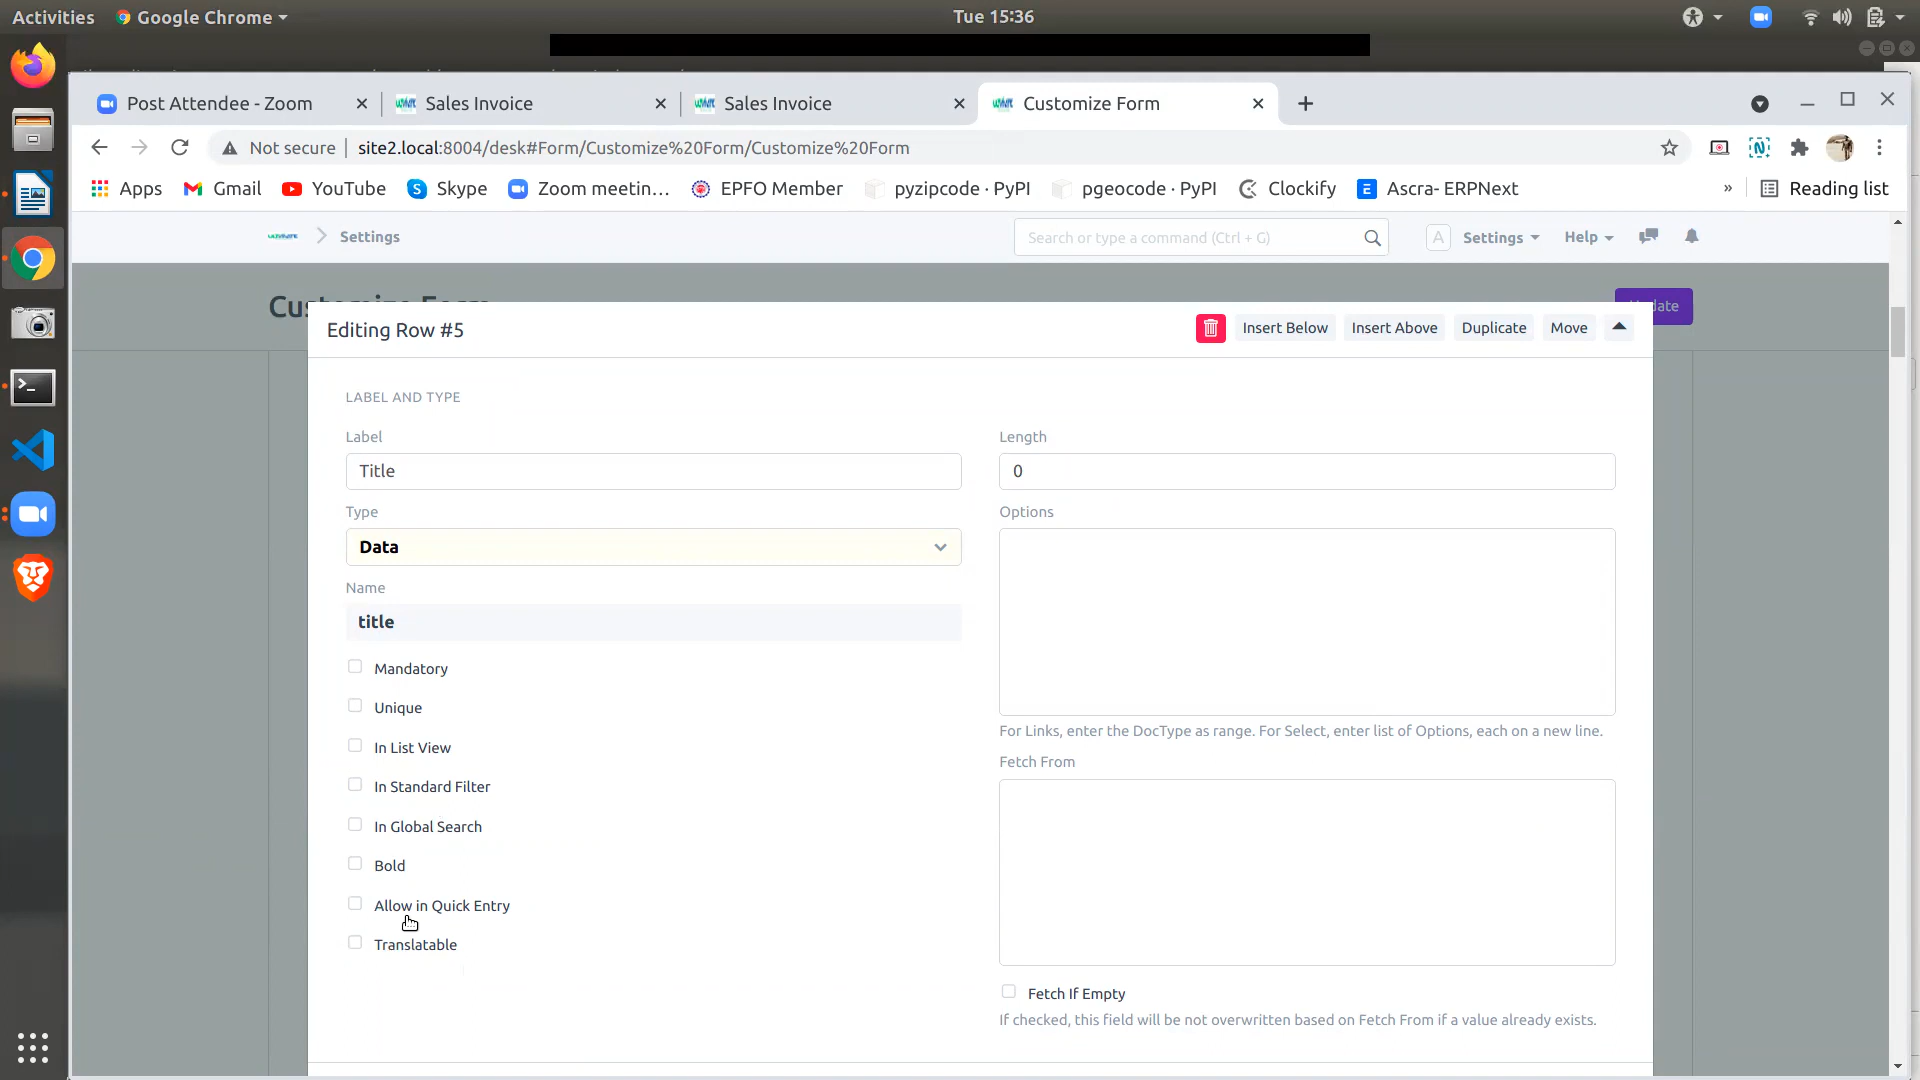 Activities Google Chrome Tue 15:36
Post Attendee - Zoom Sales Invoice Sales Invoice Customize Form
Not secure site2.local:8004/desk#Form/Customize%20Form/Customize%20Form
Apps Gmail YouTube Skype Zoom meetin... EPFO Member pyzipcode · PyPI pgeocode · PyPI Clockify Ascra- ERPNext » Reading list
Settings Search or type a command (Ctrl + G) A Settings Help
Customize Form
Editing Row #5 Insert Below Insert Above Duplicate Move
LABEL AND TYPE
Label Length
Title 0
Type Options
Data
Name
title
Mandatory
Unique
For Links, enter the DocType as range. For Select, enter list of Options, each on a new line.
In List View
Fetch From
In Standard Filter
In Global Search
Bold
Allow in Quick Entry
Translatable
Fetch If Empty
If checked, this field will be not overwritten based on Fetch From if a value already exists.